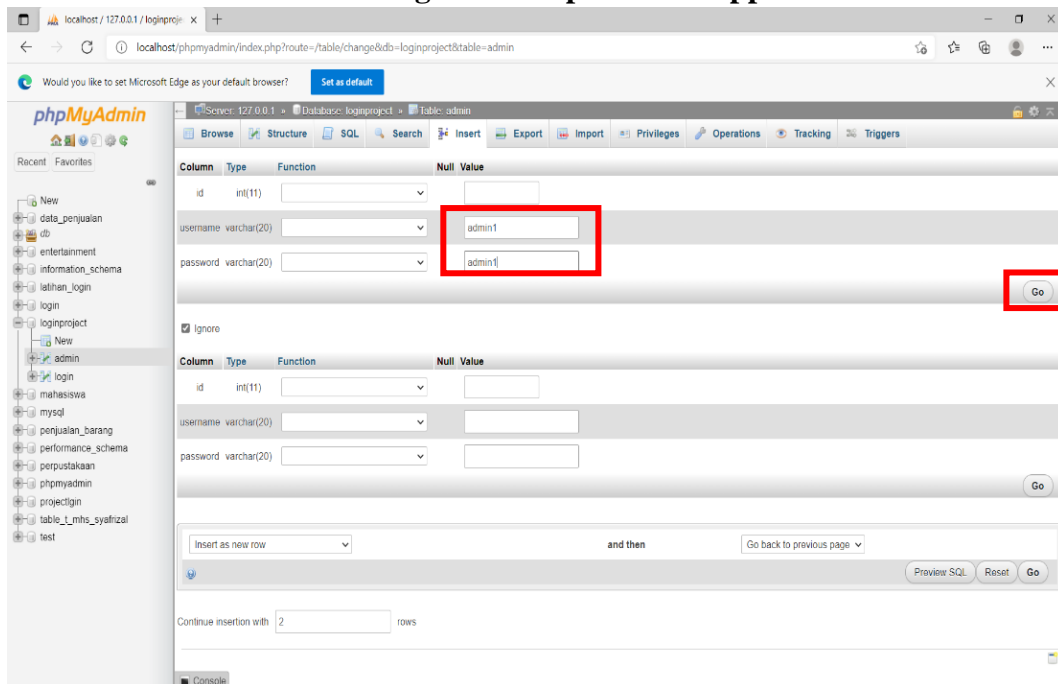 localhost / 127.0.0.1 / loginproje
localhost/phpmyadmin/index.php?route=/table/change&db=loginproject&table=admin
Would you like to set Microsoft Edge as your default browser? Set as default
phpMyAdmin
Recent Favorites
New
data_penjualan
db
entertainment
information_schema
latihan_login
login
loginproject
New
admin
login
mahasiswa
mysql
penjualan_barang
performance_schema
perpustakaan
phpmyadmin
projectlgin
table_t_mhs_syafrizal
test
Server: 127.0.0.1 » Database: loginproject » Table: admin
Browse Structure SQL Search Insert Export Import Privileges Operations Tracking Triggers
Column Type Function Null Value
id int(11)
username varchar(20) admin1
password varchar(20) admin1
Go
Ignore
Column Type Function Null Value
id int(11)
username varchar(20)
password varchar(20)
Go
Insert as new row and then Go back to previous page
Preview SQL Reset Go
Continue insertion with 2 rows
Console